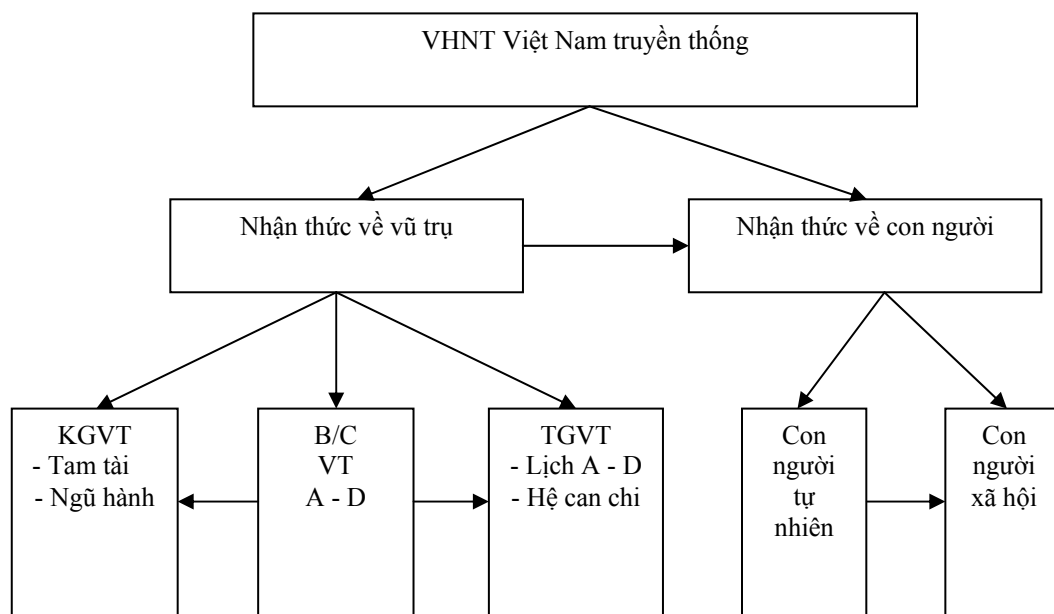 VHNT Việt Nam truyền thống
Nhận thức về vũ trụ
Nhận thức về con người
KGVT
- Tam tài
- Ngũ hành
B/C
VT
A - D
TGVT
- Lịch A - D
- Hệ can chi
Con
người
tự
nhiên
Con
người
xã hội